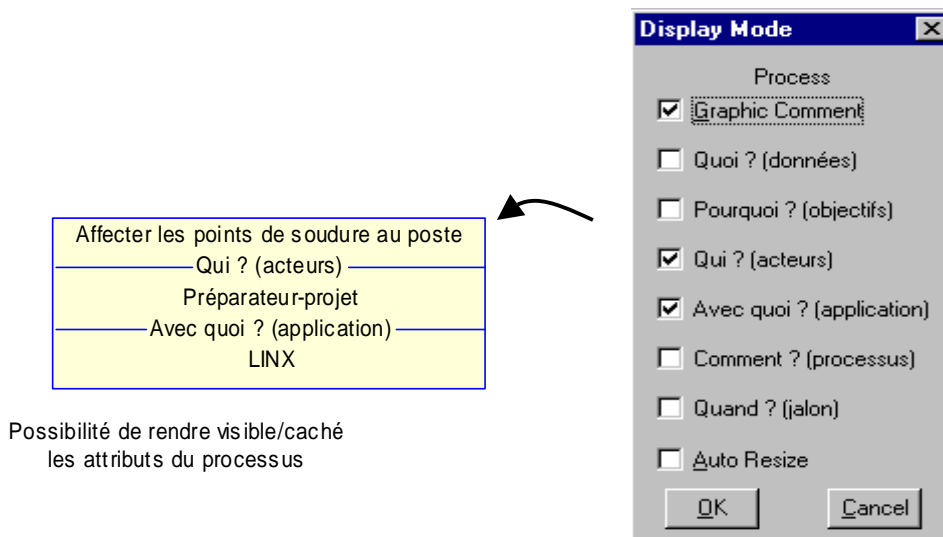 Display Mode
Process
Graphic Comment
Quoi ? (données)
Pourquoi ? (objectifs)
Qui ? (acteurs)
Avec quoi ? (application)
Comment ? (processus)
Quand ? (jalon)
Auto Resize
OK
Cancel
Affecter les points de soudure au poste
Qui ? (acteurs)
Préparateur-projet
Avec quoi ? (application)
LINX
Possibilité de rendre visible/caché
les attributs du processus